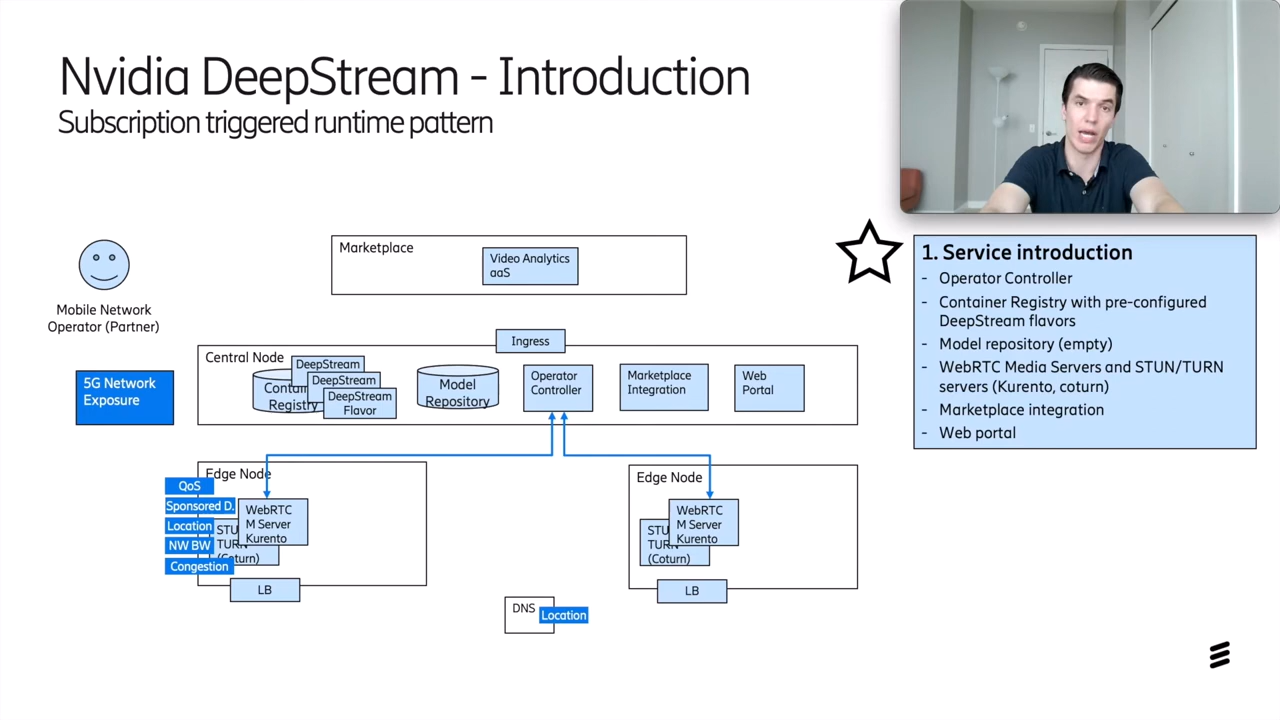 Nvidia DeepStream - Introduction
Subscription triggered runtime pattern
Mobile Network
Operator (Partner)
5G Network
Exposure
Marketplace
Video Analytics
aaS
Ingress
Central Node
DeepStream
DeepStream
DeepStream
Flavor
Registry
Model
Repository
Operator
Controller
Marketplace
Integration
Web
Portal
Edge Node
QoS
Sponsored D.
Location
NW BW
Congestion
WebRTC
M Server
Kurento
TURN
(Coturn)
LB
Edge Node
WebRTC
M Server
Kurento
TURN
(Coturn)
LB
DNS
Location
1. Service introduction
- Operator Controller
- Container Registry with pre-configured
DeepStream flavors
- Model repository (empty)
- WebRTC Media Servers and STUN/TURN
servers (Kurento, coturn)
- Marketplace integration
- Web portal